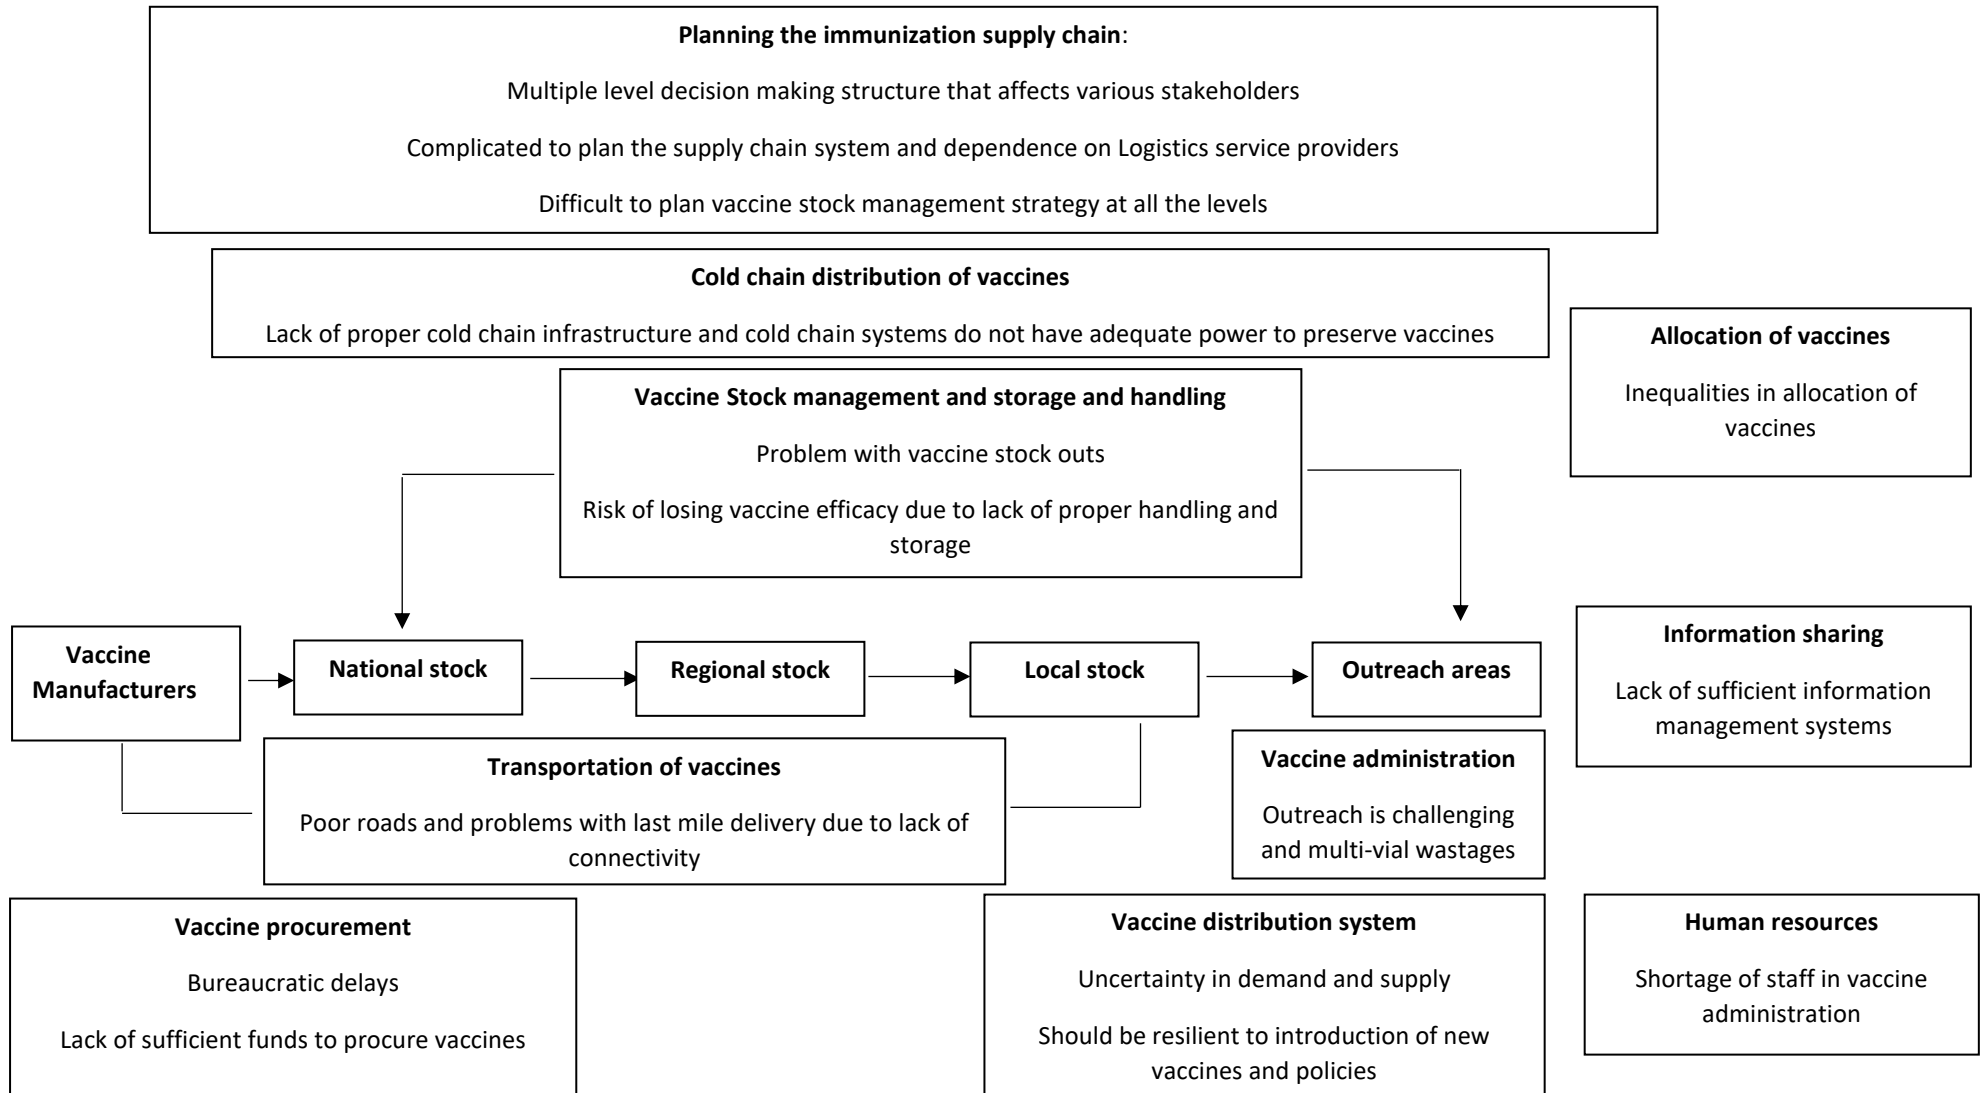 Planning the immunization supply chain:
Multiple level decision making structure that affects various stakeholders
Complicated to plan the supply chain system and dependence on Logistics service providers
Difficult to plan vaccine stock management strategy at all the levels
Cold chain distribution of vaccines
Lack of proper cold chain infrastructure and cold chain systems do not have adequate power to preserve vaccines
Allocation of vaccines
Inequalities in allocation of
vaccines
Vaccine Stock management and storage and handling
Problem with vaccine stock outs
Risk of losing vaccine efficacy due to lack of proper handling and
storage
Vaccine
Manufacturers
National stock
Regional stock
Local stock
Outreach areas
Information sharing
Lack of sufficient information
management systems
Transportation of vaccines
Poor roads and problems with last mile delivery due to lack of
connectivity
Vaccine administration
Outreach is challenging
and multi-vial wastages
Vaccine procurement
Bureaucratic delays
Lack of sufficient funds to procure vaccines
Vaccine distribution system
Uncertainty in demand and supply
Should be resilient to introduction of new
vaccines and policies
Human resources
Shortage of staff in vaccine
administration